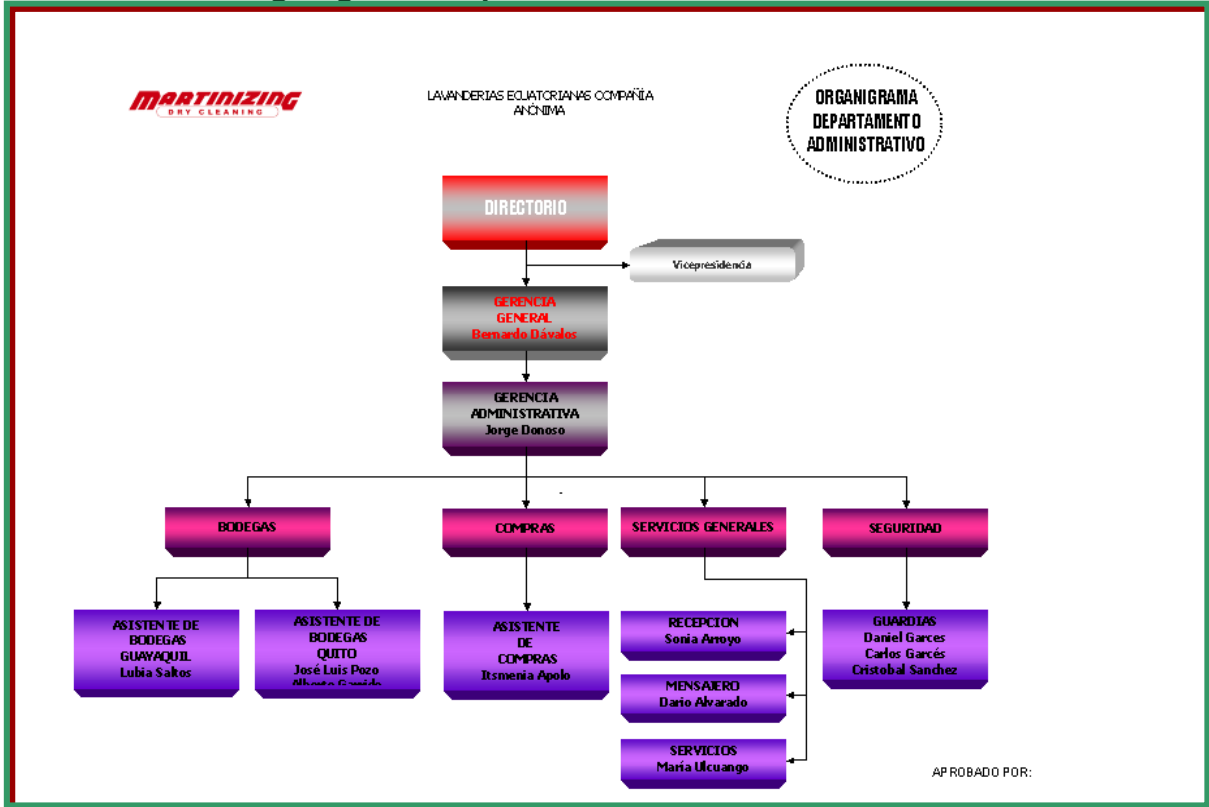 MARTINIZING
DRY CLEANING
LAVANDERIAS ECUATORIANAS COMPAÑÍA
ANÓNIMA
ORGANIGRAMA
DEPARTAMENTO
ADMINISTRATIVO
DIRECTORIO
Vicepresidencia
GERENCIA
GENERAL
Bernardo Dávalos
GERENCIA
ADMINISTRATIVA
Jorge Donoso
BODEGAS
COMPRAS
SERVICIOS GENERALES
SEGURIDAD
ASISTENTE DE
BODEGAS
GUAYAQUIL
Lubia Saltos
ASISTENTE DE
BODEGAS
QUITO
José Luis Pozo
Alberto
ASISTENTE
DE
COMPRAS
Itsmenia Apolo
RECEPCION
Sonia Arroyo
MENSAJERO
Dario Alvarado
SERVICIOS
María Ulcuango
GUARDIAS
Daniel Garces
Carlos Garcés
Cristobal Sanchez
APROBADO POR: